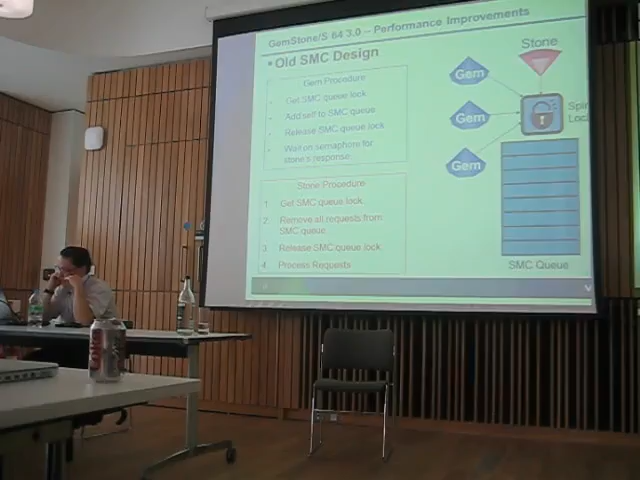 GemStone/S 64 3.0 – Performance Improvements
Old SMC Design
Gem Procedure
Get SMC queue lock
Add self to SMC queue
Release SMC queue lock
Wait on semaphore for
stone's response.
Stone Procedure
1. Get SMC queue lock
2. Remove all requests from
SMC queue
3. Release SMC queue lock
4. Process Requests
Stone
Gem
Gem
Gem
Spin
Loc
SMC Queue